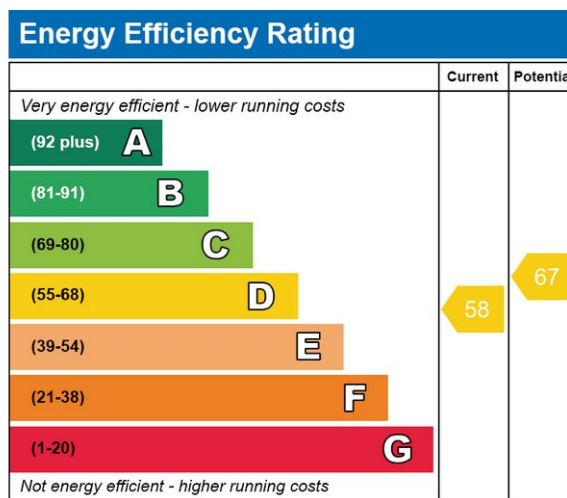 Energy Efficiency Rating
Current Potentia
Very energy efficient - lower running costs
(92 plus) A
(81-91) B
(69-80) C
(55-68) D
(39-54) E
(21-38) F
(1-20) G
58
67
Not energy efficient - higher running costs